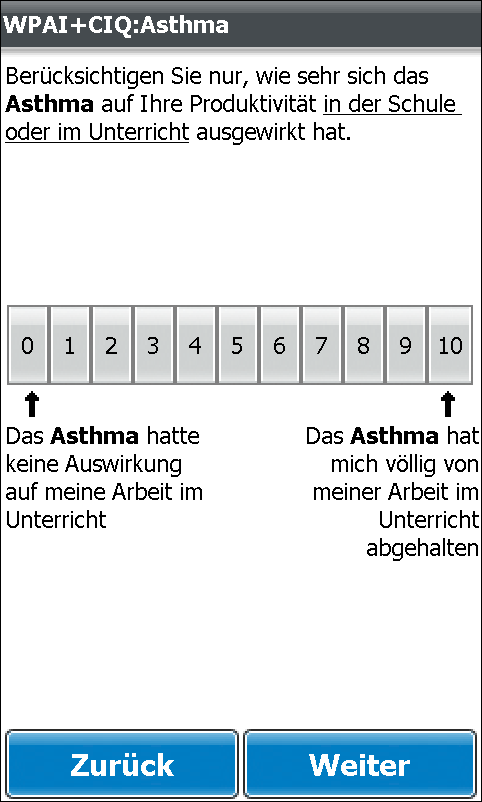 WPAI+CIQ:Asthma
Berücksichtigen Sie nur, wie sehr sich das
Asthma auf Ihre Produktivität in der Schule
oder im Unterricht ausgewirkt hat.
0 1 2 3 4 5 6 7 8 9 10
Das Asthma hatte
keine Auswirkung
auf meine Arbeit im
Unterricht
Das Asthma hat
mich völlig von
meiner Arbeit im
Unterricht
abgehalten
Zurück Weiter